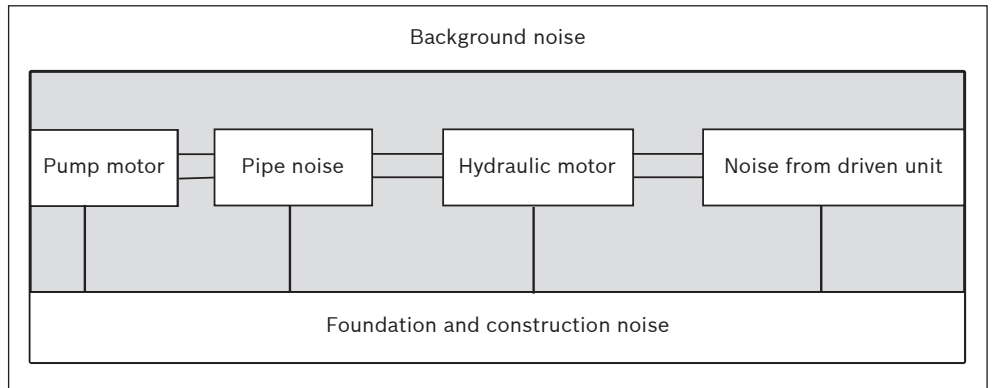 Background noise
Pump motor
Pipe noise
Hydraulic motor
Noise from driven unit
Foundation and construction noise